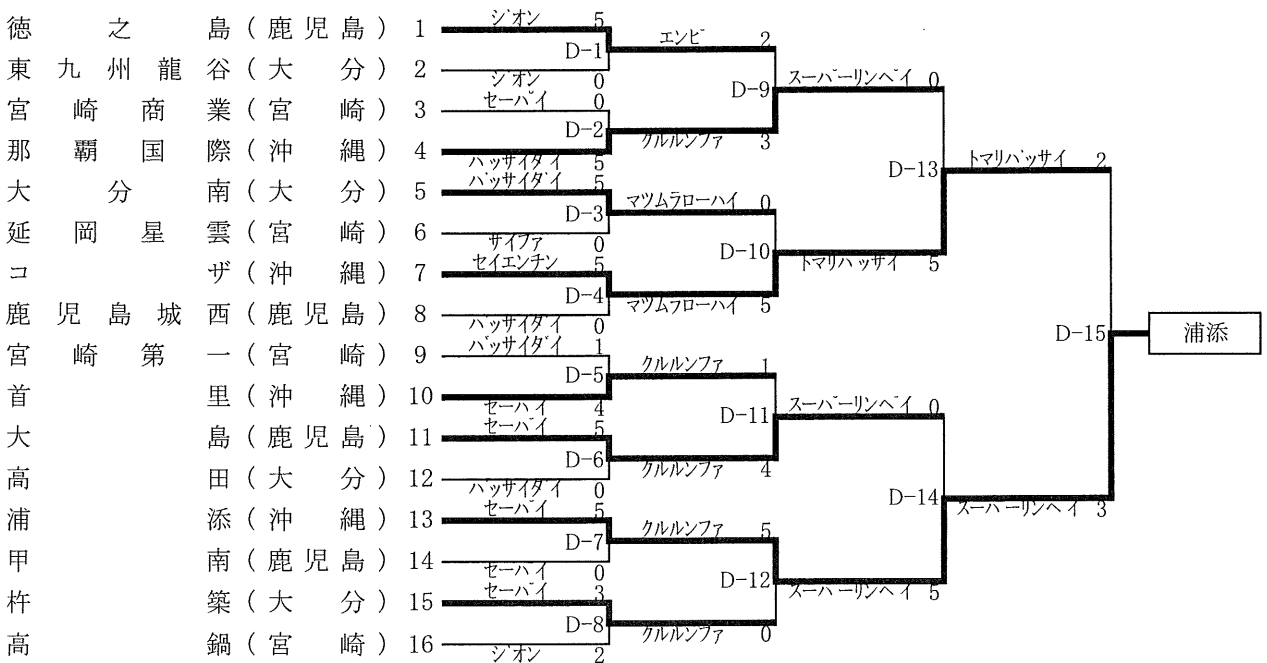 ジオン 5
徳之島(鹿児島) 1
D-1
エンピ 2
東九州龍谷(大分) 2
ジオン 0
D-9
スーパーリンペイ 0
セーパイ 0
宮崎商業(宮崎) 3
D-2
クルルンファ 3
那覇国際(沖縄) 4
バッサイダイ 5
D-13
トマリバッサイ 2
バッサイダイ 5
大分南(大分) 5
D-3
マツムラローハイ 0
延岡星雲(宮崎) 6
サイファ 0
D-10
トマリバッサイ 5
セイエンチン 5
コザ(沖縄) 7
D-4
マツムラローハイ 5
鹿児島城西(鹿児島) 8
バッサイダイ 0
D-15
浦添
バッサイダイ 1
宮崎第一(宮崎) 9
D-5
クルルンファ 1
首里(沖縄) 10
セーパイ 4
D-11
スーパーリンペイ 0
セーパイ 5
大島(鹿児島) 11
D-6
クルルンファ 4
高田(大分) 12
バッサイダイ 0
D-14
スーパーリンペイ 3
セーパイ 5
浦添(沖縄) 13
D-7
クルルンファ 5
甲南(鹿児島) 14
セーパイ 0
D-12
スーパーリンペイ 5
セーパイ 3
杵築(大分) 15
D-8
クルルンファ 0
高鍋(宮崎) 16
ジオン 2